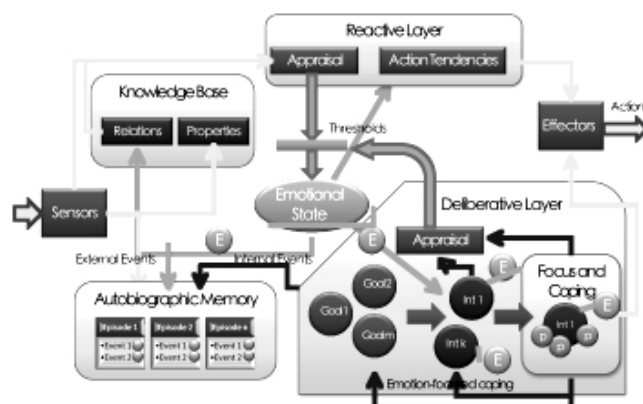 Reactive Layer
Appraisal
Action Tendencies
Knowledge Base
Relations
Properties
Thresholds
Effectors
Action
Sensors
Emotional
State
Deliberative Layer
Appraisal
E
E
External Events
Internal Events
E
Focus and
Coping
Autobiographic Memory
Goal2
Goal1
Goalm
Int 1
Int k
E
Int 1
E
p
p
p
Episode 1
Episode 2
Episode n
•Event 1
•Event 2
•Event 1
•Event 2
•Event 1
•Event 2
Emotion-focused coping